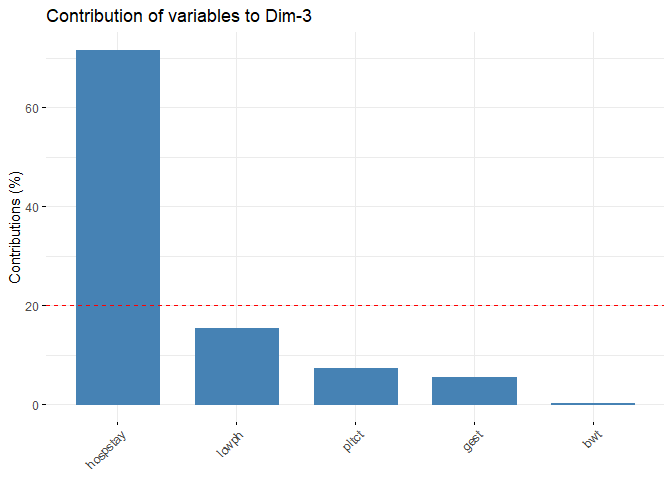 Contribution of variables to Dim-3
Contributions (%)
60
40
20
0
hospstay
lowph
pltct
gest
bwt